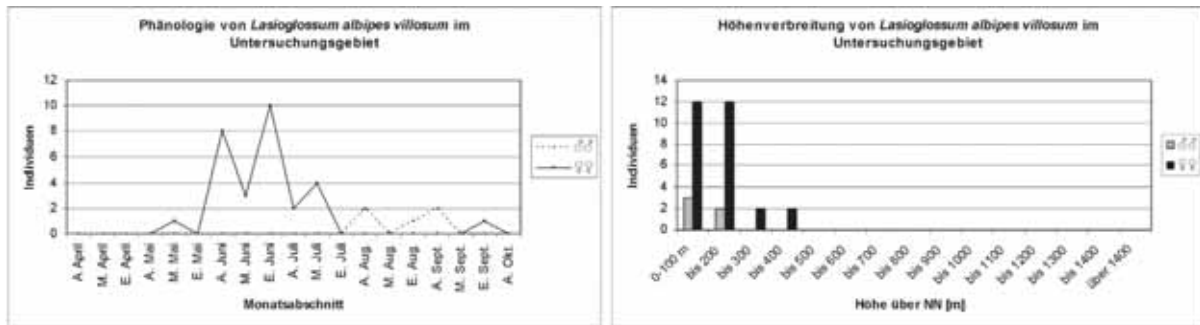 Phänologie von Lasioglossum albipes villosum im
Untersuchungsgebiet
12
10
8
6
4
2
0
Individuen
A. April
M. April
E. April
A. Mai
M. Mai
E. Mai
A. Juni
M. Juni
E. Juni
A. Juli
M. Juli
E. Juli
A. Aug.
M. Aug.
E. Aug.
A. Sept.
M. Sept.
E. Sept.
A. Okt.
Monatsabschnitt
♂♂
♀♀
Höhenverbreitung von Lasioglossum albipes villosum im
Untersuchungsgebiet
14
12
10
8
6
4
2
0
Individuen
0-100 m
bis 200
bis 300
bis 400
bis 500
bis 600
bis 700
bis 800
bis 900
bis 1000
bis 1100
bis 1200
bis 1300
bis 1400
über 1400
Höhe über NN [m]
♂♂
♀♀